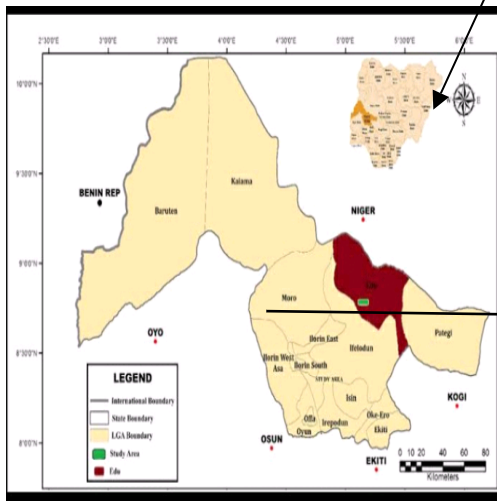 2°30'0"E 3°0'0"E 3°30'0"E 4°0'0"E 4°30'0"E 5°0'0"E 5°30'0"E 6°0'0"E
10°0'0"N
9°30'0"N
9°0'0"N
8°30'0"N
8°0'0"N
N
W
S
BENIN REP
Kaiama
Baruten
NIGER
Edu
Moro
OYO
Ilorin East
Pategi
Ifelodun
Ilorin West
Ilorin South
Asa
STUDY AREA
Isin
KOGI
Offa
Oke-Ero
Oyun
Irepodun
Ekiti
OSUN
EKITI
LEGEND
International Boundary
State Boundary
LGA Boundary
Study Area
Edu
0 10 20 40 60 80
Kilometers